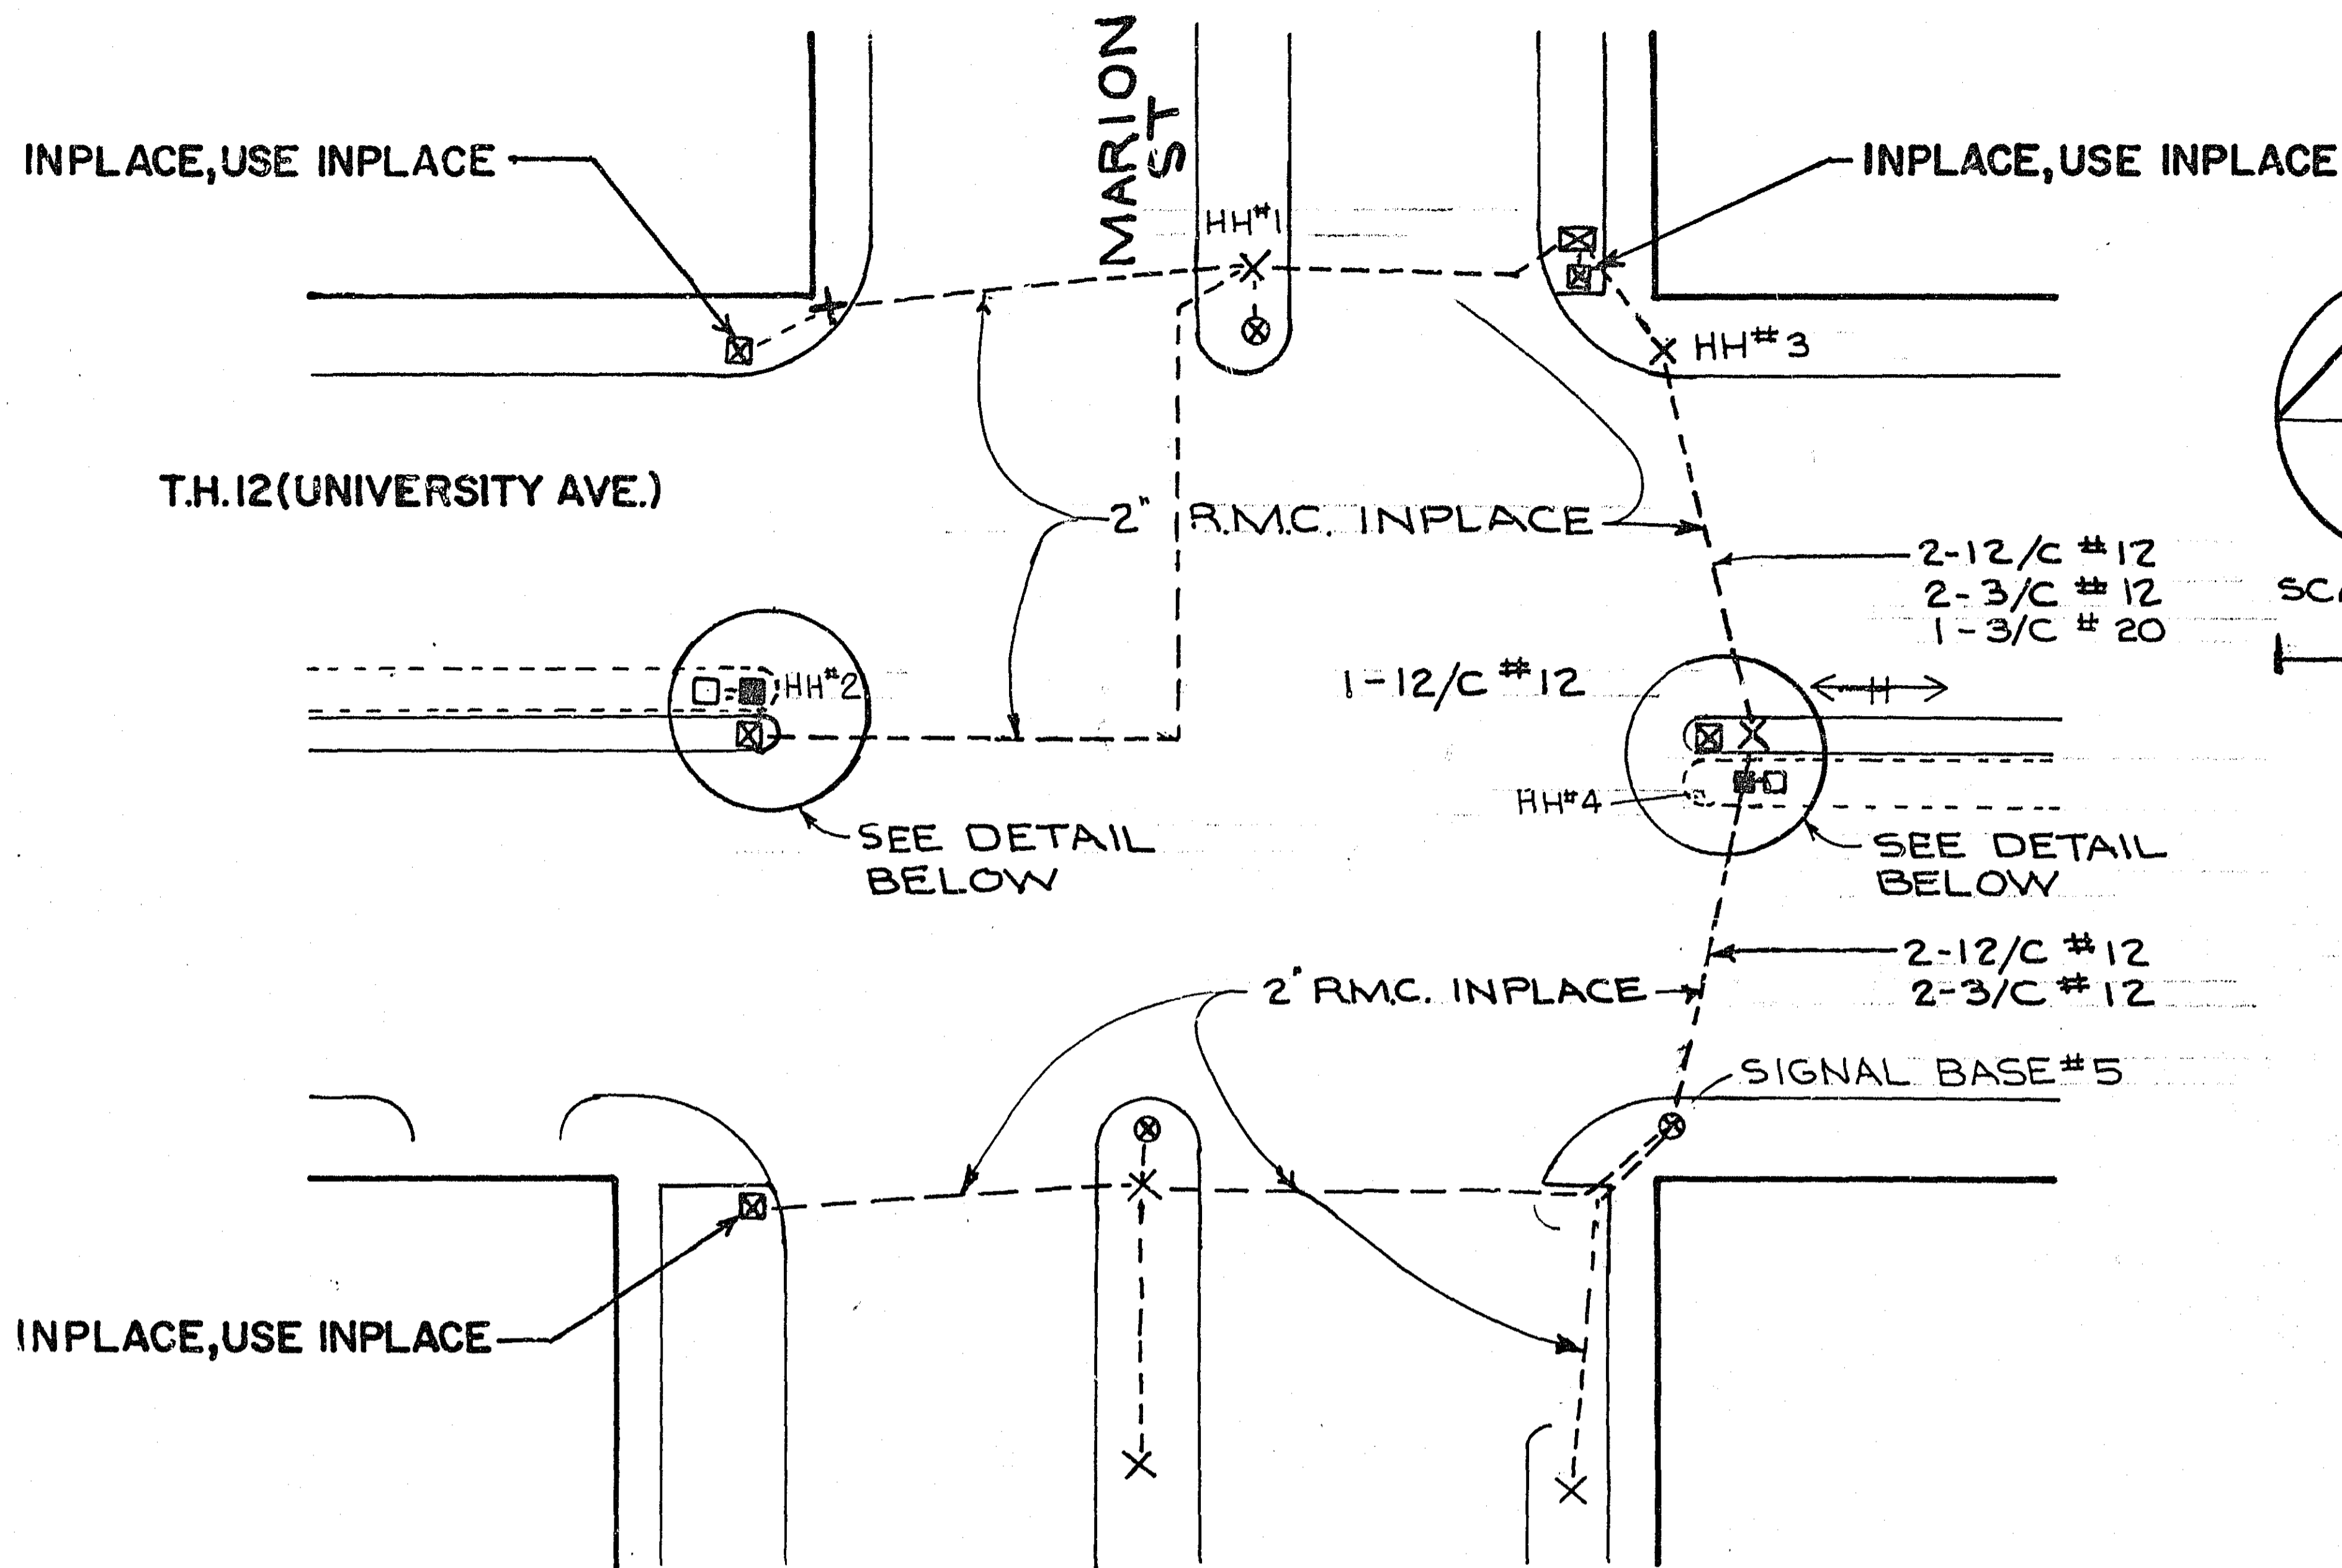 MARION
ST
INPLACE,USE INPLACE
INPLACE,USE INPLACE
HH#1
HH#3
T.H.12(UNIVERSITY AVE.)
2" R.M.C. INPLACE
2-12/C #12
2-3/C #12
1-3/C #20
HH#2
1-12/C #12
HH#4
SEE DETAIL
BELOW
SEE DETAIL
BELOW
2" R.M.C. INPLACE
2-12/C #12
2-3/C #12
SIGNAL BASE #5
INPLACE,USE INPLACE